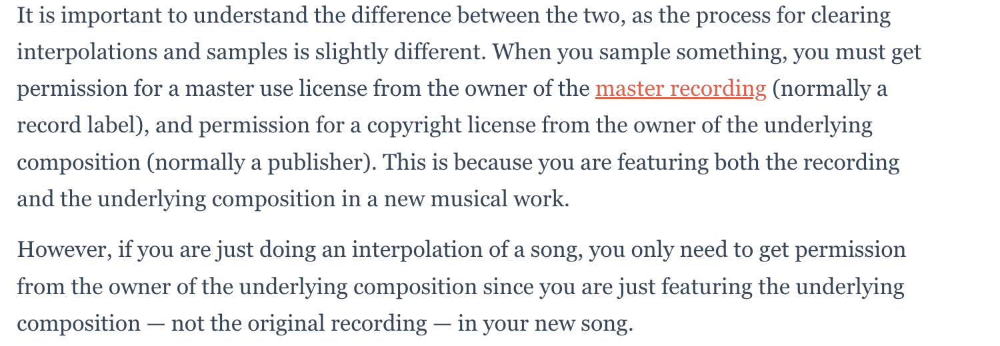 It is important to understand the difference between the two, as the process for clearing
interpolations and samples is slightly different. When you sample something, you must get
permission for a master use license from the owner of the master recording (normally a
record label), and permission for a copyright license from the owner of the underlying
composition (normally a publisher). This is because you are featuring both the recording
and the underlying composition in a new musical work.
However, if you are just doing an interpolation of a song, you only need to get permission
from the owner of the underlying composition since you are just featuring the underlying
composition — not the original recording — in your new song.